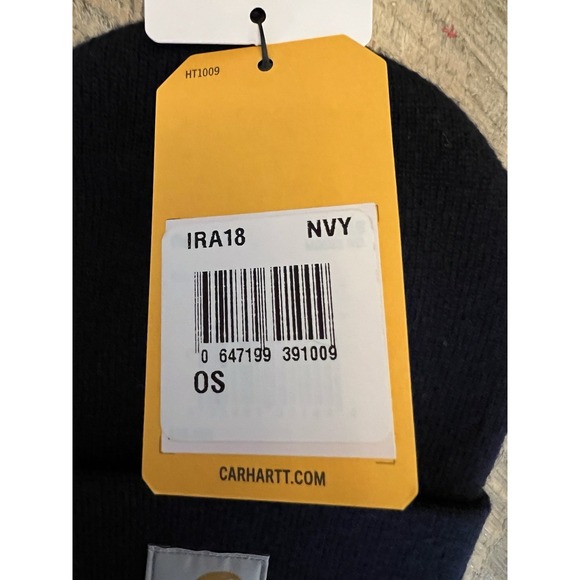 HT1009
IRA18 NVY
0 647199 391009
OS
CARHARTT.COM